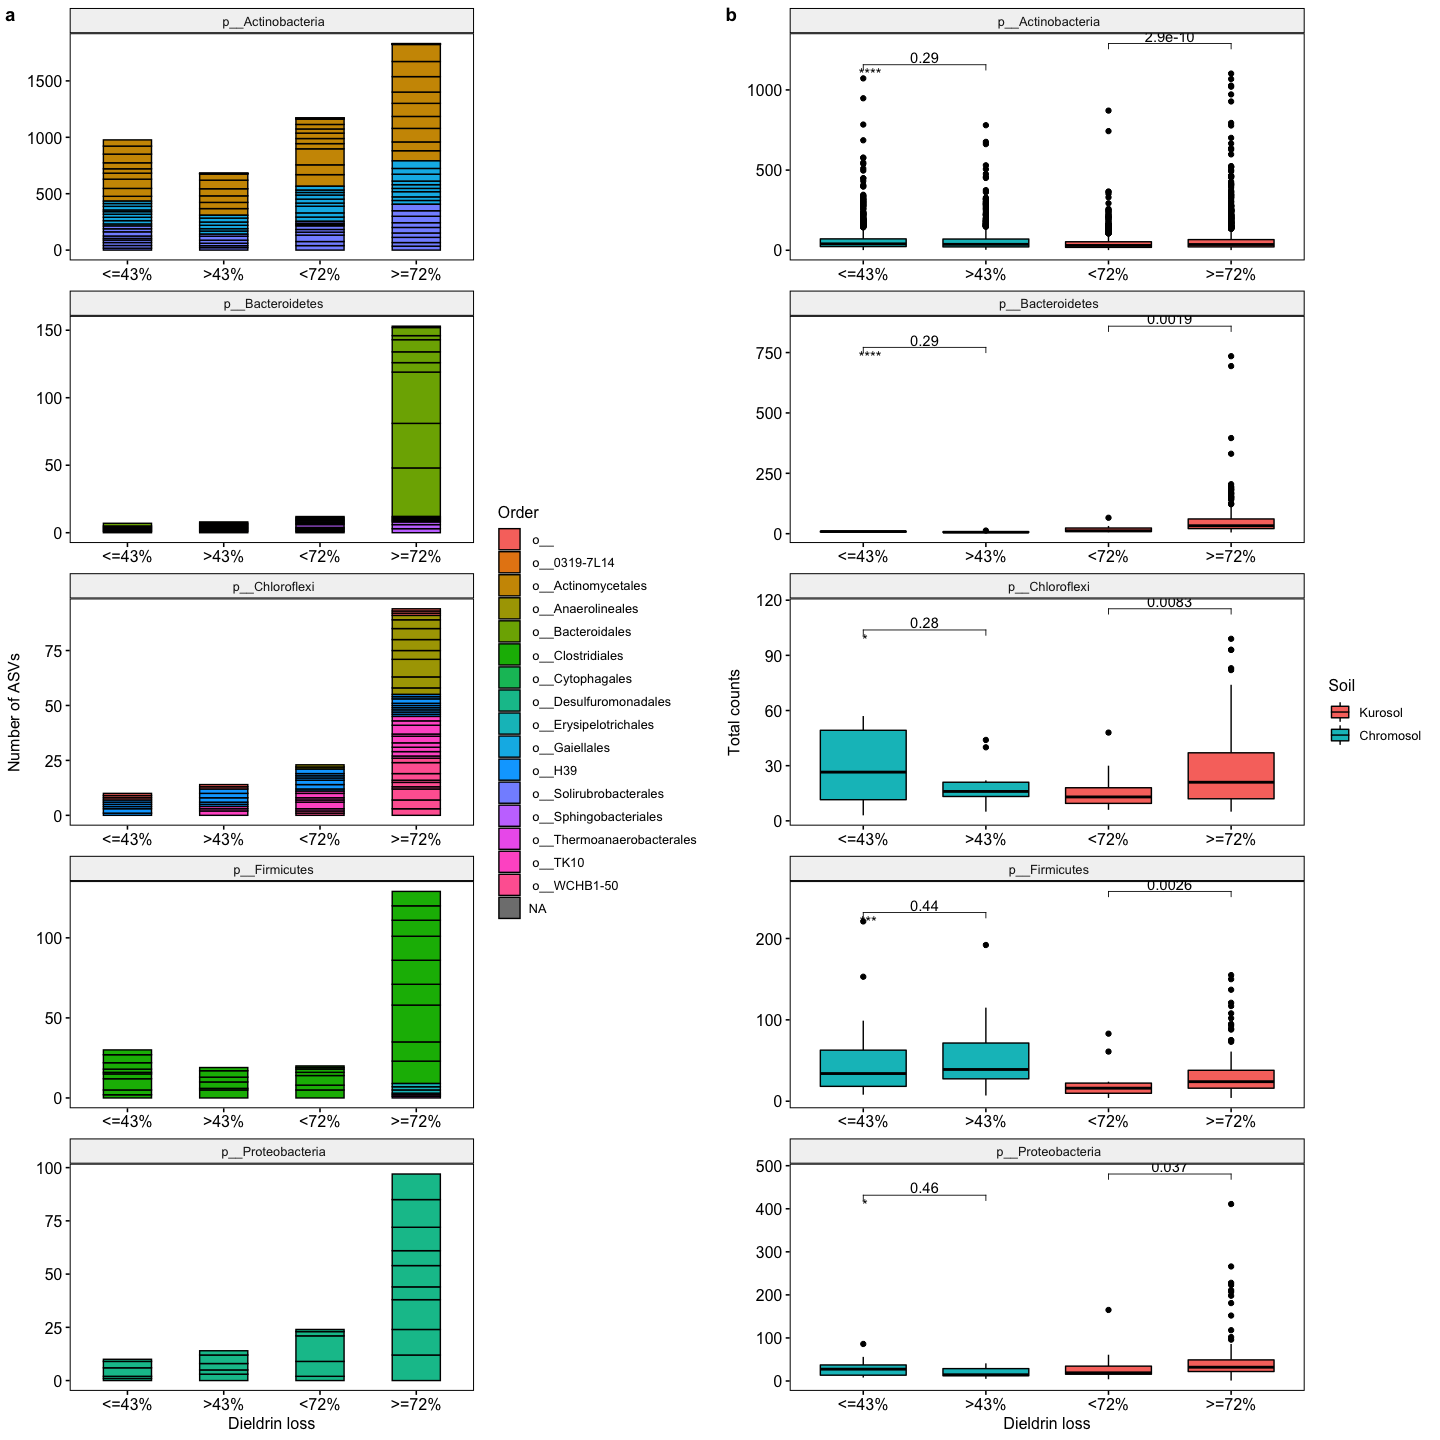 a
p__Actinobacteria
1500
1000
500
0
<=43% >43% <72% >=72%
p__Bacteroidetes
150
100
50
0
<=43% >43% <72% >=72%
p__Chloroflexi
75
50
25
0
<=43% >43% <72% >=72%
p__Firmicutes
100
50
0
<=43% >43% <72% >=72%
p__Proteobacteria
100
75
50
25
0
<=43% >43% <72% >=72%
Dieldrin loss
Number of ASVs
Order
o__
o__0319-7L14
o__Actinomycetales
o__Anaerolineales
o__Bacteroidales
o__Clostridiales
o__Cytophagales
o__Desulfuromonadales
o__Erysipelotrichales
o__Gaiellales
o__H39
o__Solirubrobacterales
o__Sphingobacteriales
o__Thermoanaerobacterales
o__TK10
o__WCHB1-50
NA
b
p__Actinobacteria
2.9e-10
0.29
****
1000
500
0
<=43% >43% <72% >=72%
p__Bacteroidetes
0.0019
0.29
****
750
500
250
0
<=43% >43% <72% >=72%
p__Chloroflexi
0.0083
0.28
*
120
90
60
30
0
<=43% >43% <72% >=72%
p__Firmicutes
0.0026
0.44
200
100
0
<=43% >43% <72% >=72%
p__Proteobacteria
0.037
0.46
*
500
400
300
200
100
0
<=43% >43% <72% >=72%
Dieldrin loss
Total counts
Soil
Kurosol
Chromosol